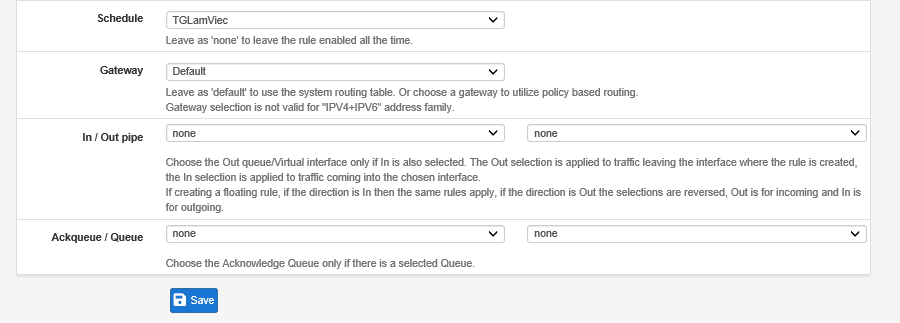 Schedule
TGLamViec
Leave as 'none' to leave the rule enabled all the time.
Gateway
Default
Leave as 'default' to use the system routing table. Or choose a gateway to utilize policy based routing.
Gateway selection is not valid for "IPV4+IPV6" address family.
In / Out pipe
none
none
Choose the Out queue/Virtual interface only if In is also selected. The Out selection is applied to traffic leaving the interface where the rule is created,
the In selection is applied to traffic coming into the chosen interface.
If creating a floating rule, if the direction is In then the same rules apply, if the direction is Out the selections are reversed, Out is for incoming and In is
for outgoing.
Ackqueue / Queue
none
none
Choose the Acknowledge Queue only if there is a selected Queue.
Save